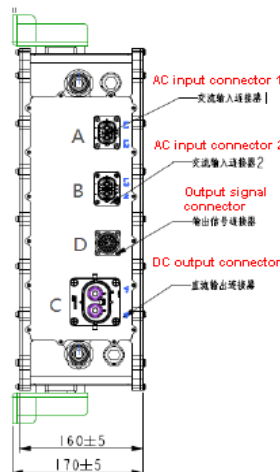 AC input connector 1
交流输入连接器1
A
AC input connector 2
交流输入连接器2
B
Output signal
connector
输出信号连接器
D
DC output connector
直流输出连接器
C
160±5
170±5